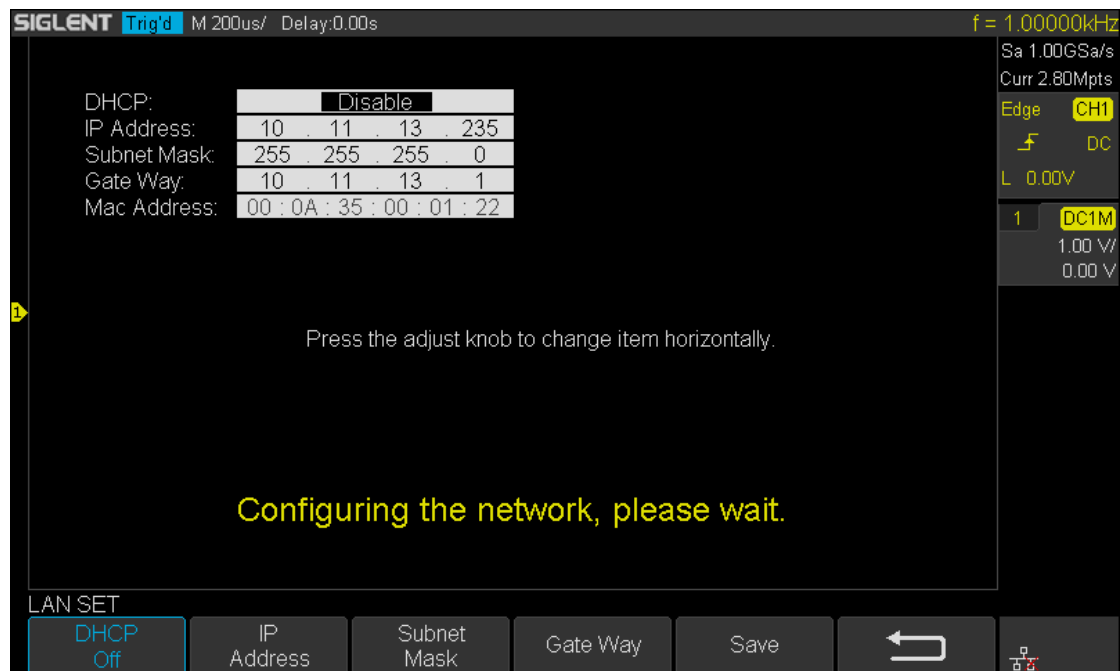 SIGLENT Trig'd M 200us/ Delay:0.00s f = 1.00000kHz
Sa 1.00GSa/s
Curr 2.80Mpts
Edge CH1
DC
L 0.00V
1 DC1M
1.00 V/
0.00 V
DHCP: Disable
IP Address: 10 . 11 . 13 . 235
Subnet Mask: 255 . 255 . 255 . 0
Gate Way: 10 . 11 . 13 . 1
Mac Address: 00 : 0A : 35 : 00 : 01 : 22
1
Press the adjust knob to change item horizontally.
Configuring the network, please wait.
LAN SET
DHCP
Off
IP
Address
Subnet
Mask
Gate Way
Save